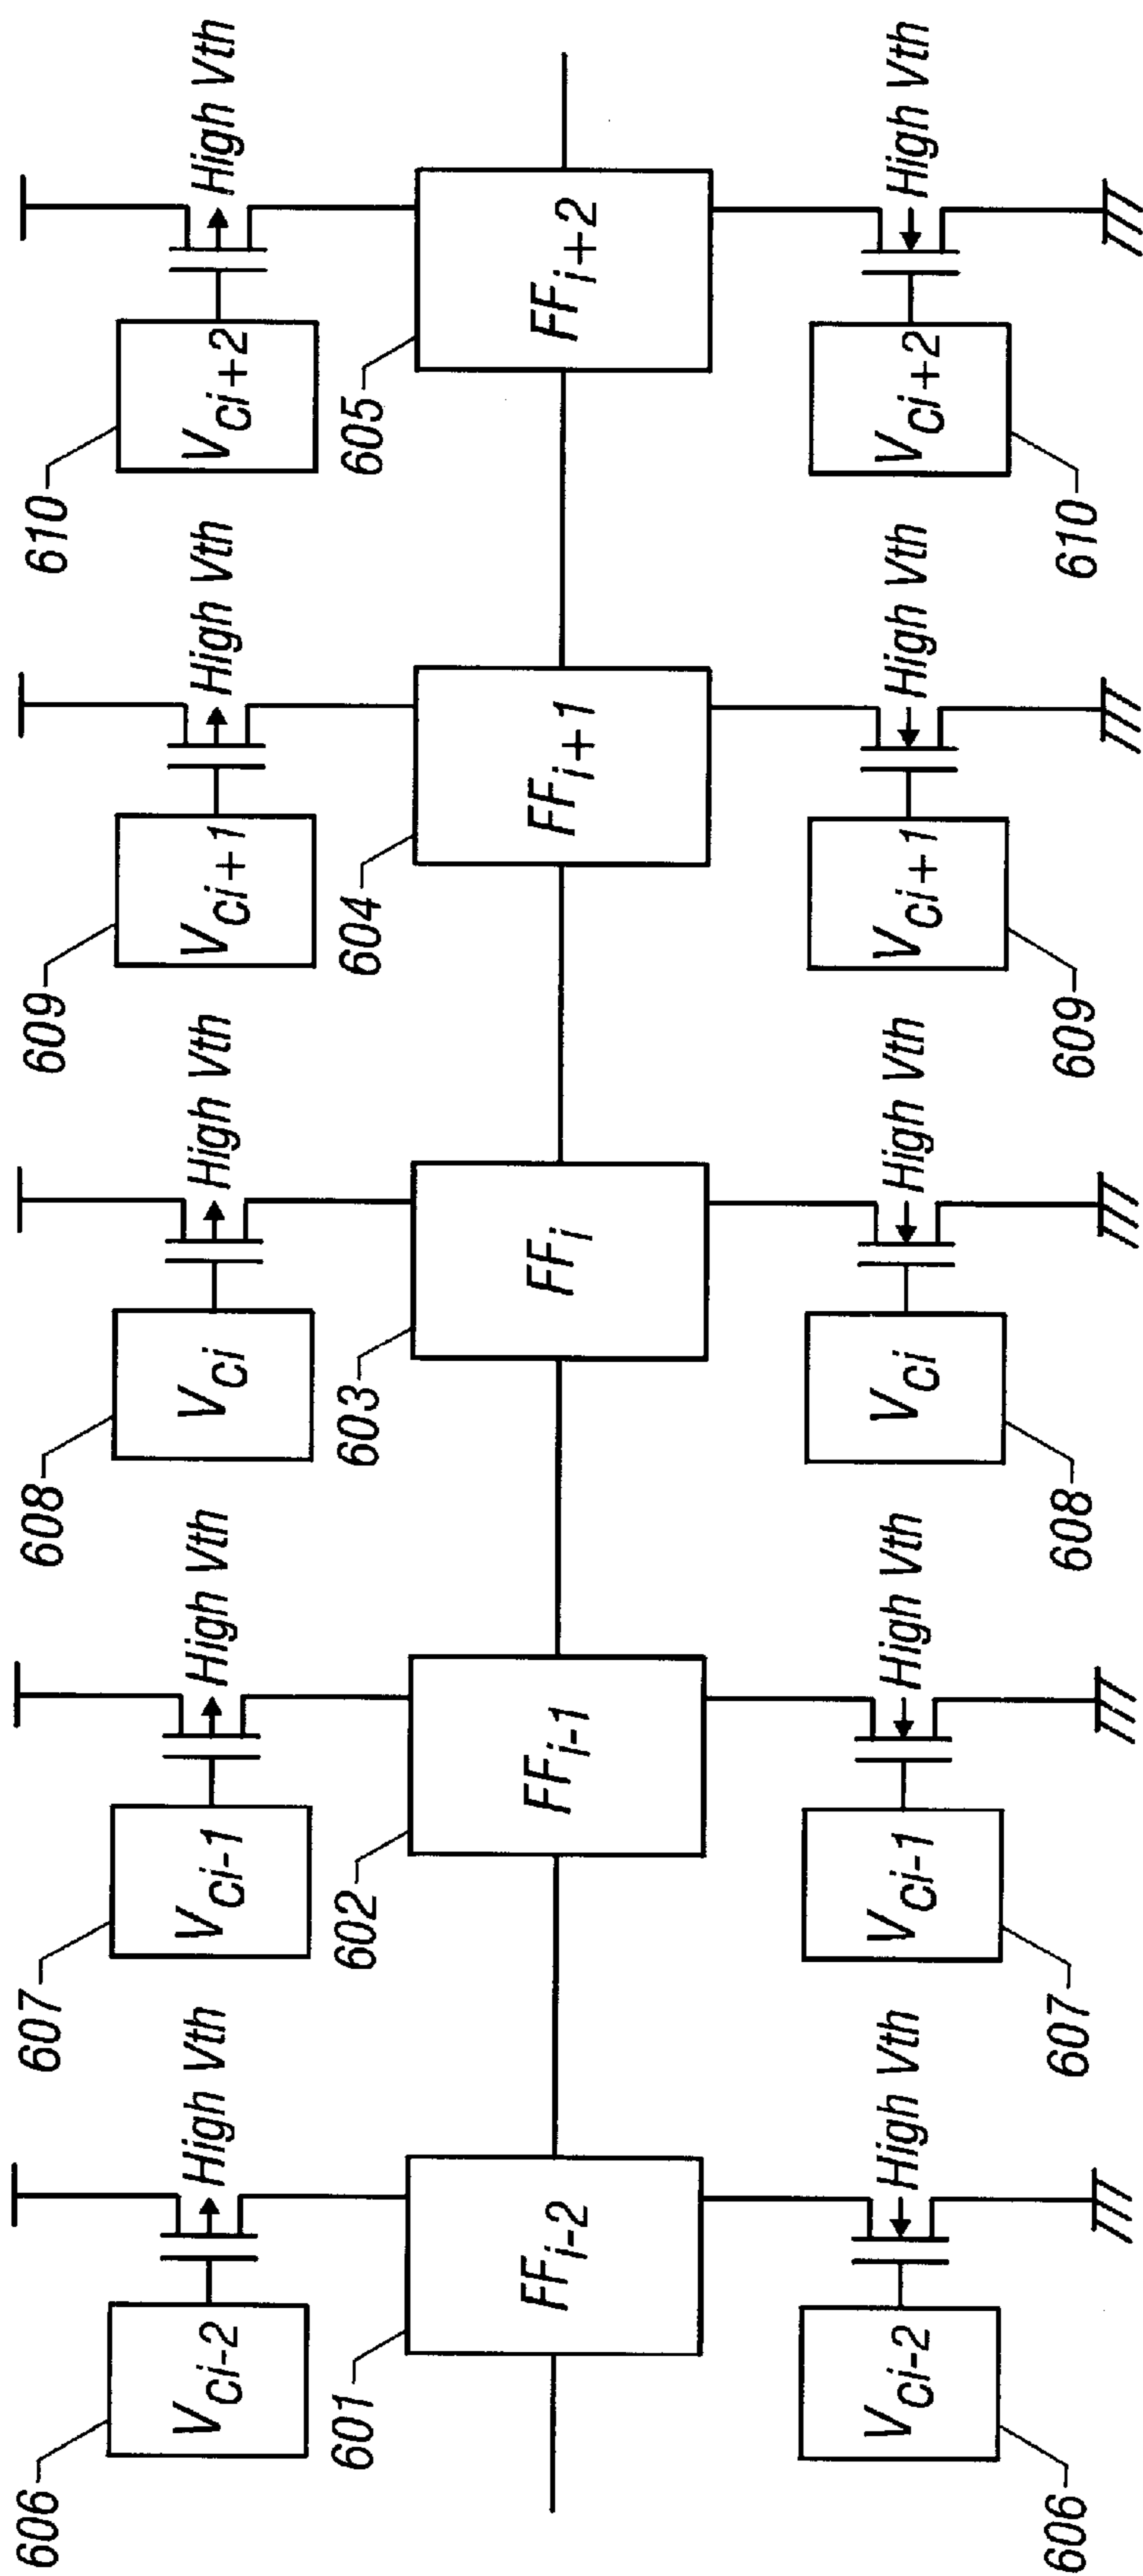 606
607
608
609
610
V_{ci-2}
High Vth
V_{ci-1}
High Vth
V_{ci}
High Vth
V_{ci+1}
High Vth
V_{ci+2}
High Vth
601
602
603
604
605
FF_{i-2}
FF_{i-1}
FF_{i}
FF_{i+1}
FF_{i+2}
V_{ci-2}
High Vth
V_{ci-1}
High Vth
V_{ci}
High Vth
V_{ci+1}
High Vth
V_{ci+2}
High Vth
606
607
608
609
610